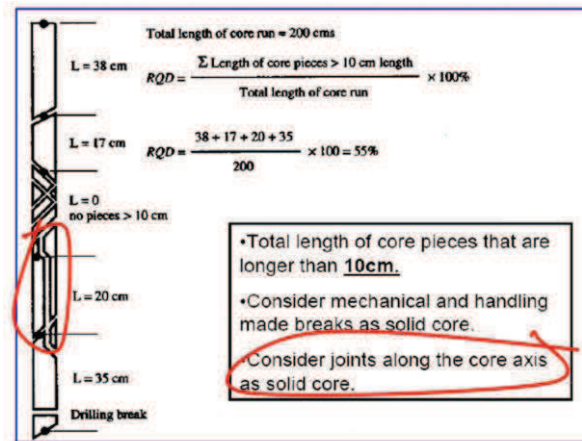 Total length of core run = 200 cms
L = 38 cm
RQD = Σ Length of core pieces > 10 cm length / Total length of core run × 100%
L = 17 cm
RQD = 38 + 17 + 20 + 35 / 200 × 100 = 55%
L = 0
no pieces > 10 cm
L = 20 cm
L = 35 cm
Drilling break
•Total length of core pieces that are
longer than 10cm.
•Consider mechanical and handling
made breaks as solid core.
•Consider joints along the core axis
as solid core.